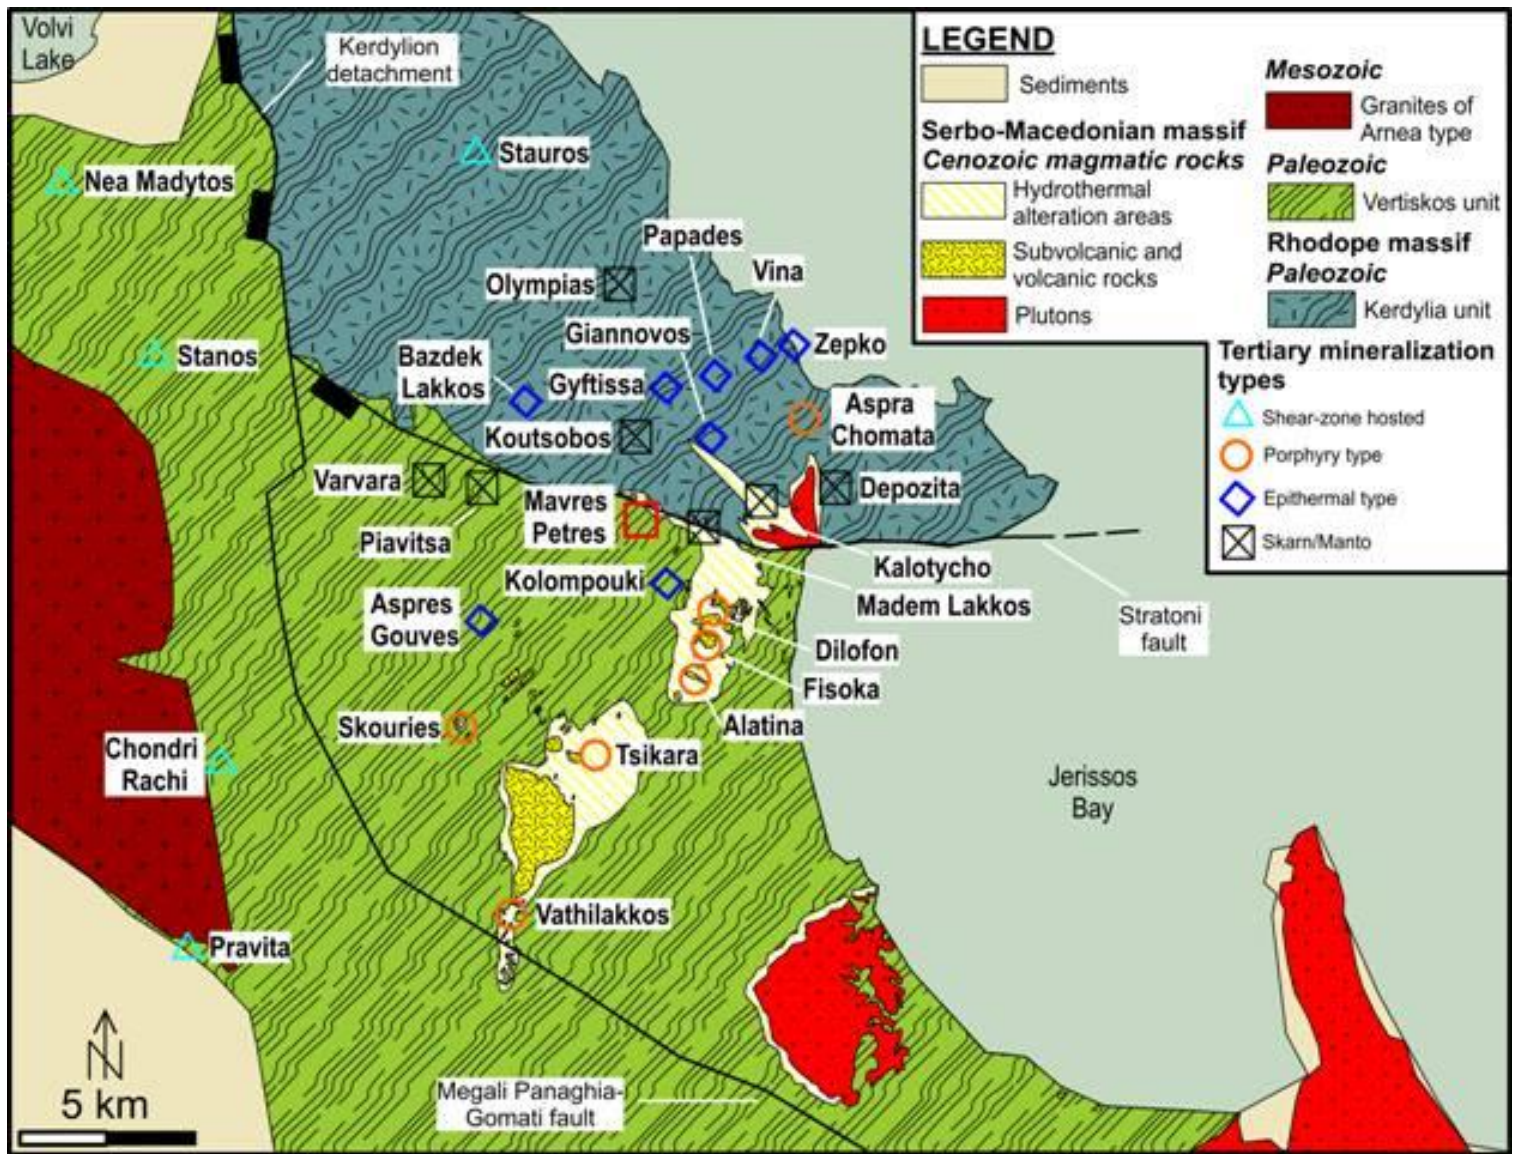 Volvi
Lake
Kerdylion
detachment
Stauros
Nea Madytos
Papades
Vina
Olympias
Giannovos
Zepko
Stanos
Bazdek
Lakkos
Gyftissa
Aspra
Chomata
Koutsobos
Varvara
Depozita
Mavres
Petres
Piavitsa
Kalotycho
Kolompouki
Madem Lakkos
Aspres
Gouves
Stratoni
fault
Dilofon
Fisoka
Skouries
Alatina
Chondri
Rachi
Tsikara
Jerissos
Bay
Vathilakkos
Pravita
N
5 km
Megali Panaghia-
Gomati fault
LEGEND
Sediments
Serbo-Macedonian massif
Cenozoic magmatic rocks
Hydrothermal
alteration areas
Subvolcanic and
volcanic rocks
Plutons
Mesozoic
Granites of
Arnea type
Paleozoic
Vertiskos unit
Rhodope massif
Paleozoic
Kerdylia unit
Tertiary mineralization
types
Shear-zone hosted
Porphyry type
Epithermal type
Skarn/Manto